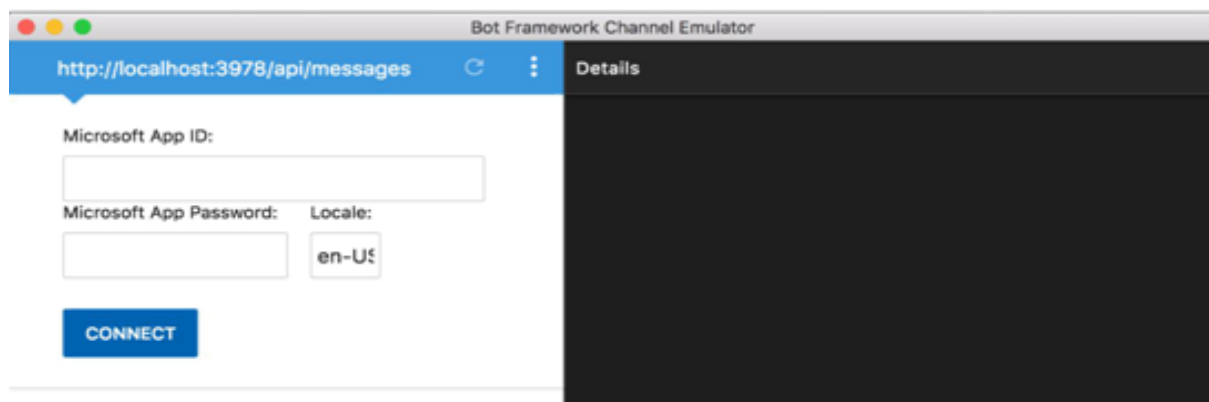 Bot Framework Channel Emulator
http://localhost:3978/api/messages
Details
Microsoft App ID:
Microsoft App Password: Locale:
en-US
CONNECT